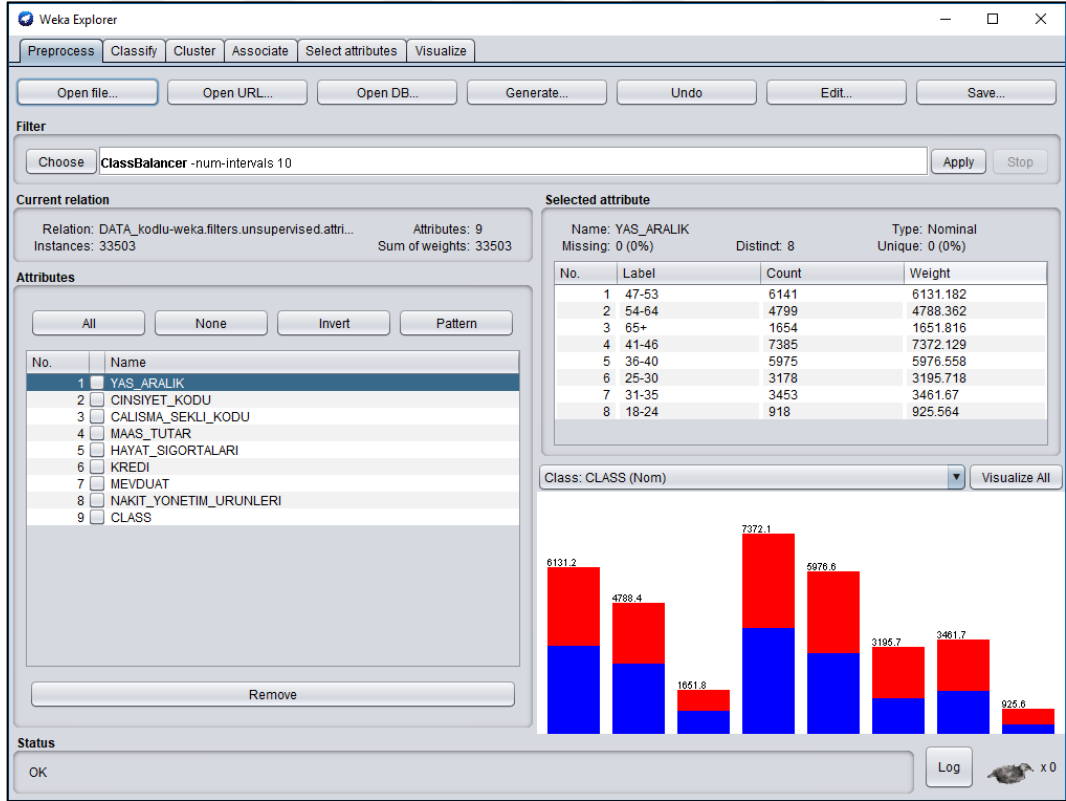 Weka Explorer
Preprocess Classify Cluster Associate Select attributes Visualize
Open file... Open URL... Open DB... Generate... Undo Edit... Save...
Filter
Choose ClassBalancer -num-intervals 10 Apply Stop
Current relation
Relation: DATA_kodlu-weka.filters.unsupervised.attri... Attributes: 9
Instances: 33503 Sum of weights: 33503
Attributes
All None Invert Pattern
No. Name
1 YAS_ARALIK
2 CINSIYET_KODU
3 CALISMA_SEKLI_KODU
4 MAAS_TUTAR
5 HAYAT_SIGORTALARI
6 KREDI
7 MEVDUAT
8 NAKIT_YONETIM_URUNLERI
9 CLASS
Remove
Selected attribute
Name: YAS_ARALIK Type: Nominal
Missing: 0 (0%) Distinct: 8 Unique: 0 (0%)
No. Label Count Weight
1 47-53 6141 6131.182
2 54-64 4799 4788.362
3 65+ 1654 1651.816
4 41-46 7385 7372.129
5 36-40 5975 5976.558
6 25-30 3178 3195.718
7 31-35 3453 3461.67
8 18-24 918 925.564
Class: CLASS (Nom) Visualize All
6131.2 4788.4 1651.8 7372.1 5976.6 3195.7 3461.7 925.6
Status
OK Log x 0